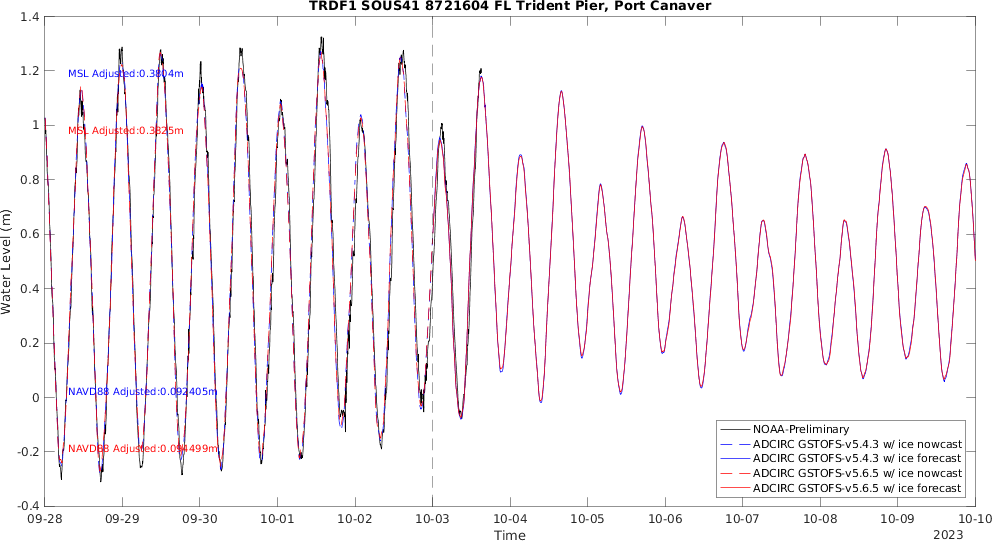 TRDF1 SOUS41 8721604 FL Trident Pier, Port Canaver
1.4
1.2
1
0.8
0.6
0.4
0.2
0
-0.2
-0.4
Water Level (m)
MSL Adjusted:0.3804m
MSL Adjusted:0.3825m
NAVD88 Adjusted:0.092405m
NAVD88 Adjusted:0.094499m
NOAA-Preliminary
ADCIRC GSTOFS-v5.4.3 w/ ice nowcast
ADCIRC GSTOFS-v5.4.3 w/ ice forecast
ADCIRC GSTOFS-v5.6.5 w/ ice nowcast
ADCIRC GSTOFS-v5.6.5 w/ ice forecast
09-28 09-29 09-30 10-01 10-02 10-03 10-04 10-05 10-06 10-07 10-08 10-09 10-10
Time
2023